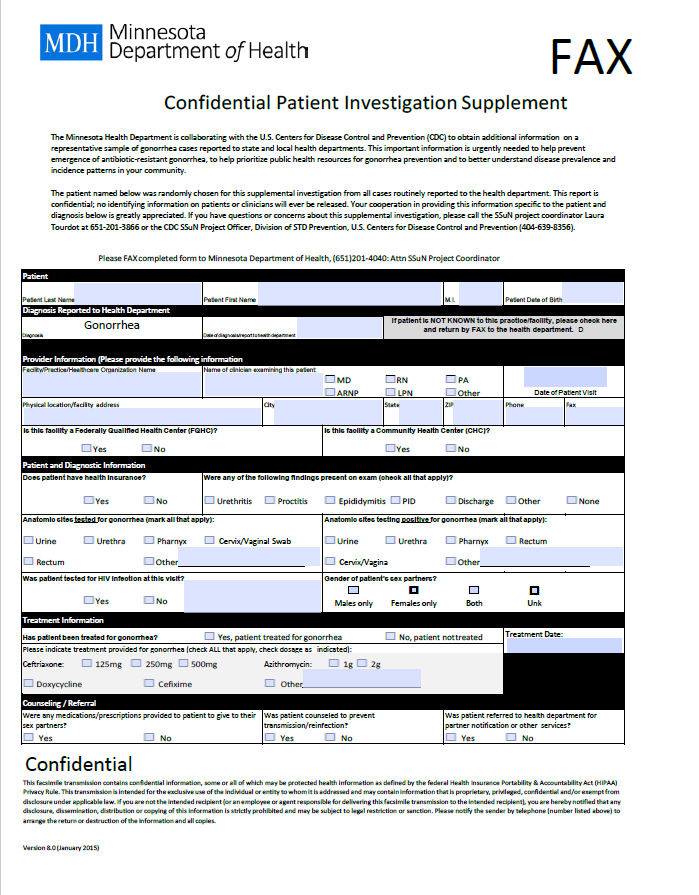 MDH Minnesota
Department of Health
FAX
Confidential Patient Investigation Supplement
The Minnesota Health Department is collaborating with the U.S. Centers for Disease Control and Prevention (CDC) to obtain additional information on a
representative sample of gonorrhea cases reported to state and local health departments. This important information is urgently needed to help prevent
emergence of antibiotic-resistant gonorrhea, to help prioritize public health resources for gonorrhea prevention and to better understand disease prevalence and
incidence patterns in your community.
The patient named below was randomly chosen for this supplemental investigation from all cases routinely reported to the health department. This report is
confidential; no identifying information on patients or clinicians will ever be released. Your cooperation in providing this information specific to the patient and
diagnosis below is greatly appreciated. If you have questions or concerns about this supplemental investigation, please call the SSuN project coordinator Laura
Tourdot at 651-201-3866 or the CDC SSuN Project Officer, Division of STD Prevention, U.S. Centers for Disease Control and Prevention (404-639-8356).
Please FAX completed form to Minnesota Department of Health, (651)201-4040: Attn SSuN Project Coordinator
Patient
Patient Last Name Patient First Name M.I. Patient Date of Birth
Diagnosis Reported to Health Department
Diagnosis Gonorrhea Date of diagnosis/report to health department
If patient is NOT KNOWN to this practice/facility, please check here
and return by FAX to the health department. D
Provider Information (Please provide the following information
Facility/Practice/Healthcare Organization Name Name of clinician examining this patient
MD RN PA
ARNP LPN Other Date of Patient Visit
Physical location/facility address City State ZIP Phone Fax
Is this facility a Federally Qualified Health Center (FQHC)? Is this facility a Community Health Center (CHC)?
Yes No Yes No
Patient and Diagnostic Information
Does patient have health insurance? Were any of the following findings present on exam (check all that apply)?
Yes No Urethritis Proctitis Epididymitis PID Discharge Other None
Anatomic sites tested for gonorrhea (mark all that apply): Anatomic sites testing positive for gonorrhea (mark all that apply):
Urine Urethra Pharynx Cervix/Vaginal Swab Urine Urethra Pharynx Rectum
Rectum Other Cervix/Vagina Other
Was patient tested for HIV infection at this visit? Gender of patient's sex partners?
Yes No Males only Females only Both Unk
Treatment Information
Has patient been treated for gonorrhea? Yes, patient treated for gonorrhea No, patient not treated Treatment Date:
Please indicate treatment provided for gonorrhea (check ALL that apply, check dosage as indicated):
Ceftriaxone: 125mg 250mg 500mg Azithromycin: 1g 2g
Doxycycline Cefixime Other
Counseling / Referral
Were any medications/prescriptions provided to patient to give to their Was patient counseled to prevent Was patient referred to health department for
sex partners? transmission/reinfection? partner notification or other services?
Yes No Yes No Yes No
Confidential
This facsimile transmission contains confidential information, some or all of which may be protected health information as defined by the federal Health Insurance Portability & Accountability Act (HIPAA)
Privacy Rule. This transmission is intended for the exclusive use of the individual or entity to whom it is addressed and may contain information that is proprietary, privileged, confidential and/or exempt from
disclosure under applicable law. If you are not the intended recipient (or an employee or agent responsible for delivering this facsimile transmission to the intended recipient), you are hereby notified that any
disclosure, dissemination, distribution or copying of this information is strictly prohibited and may be subject to legal restriction or sanction. Please notify the sender by telephone (number listed above) to
arrange the return or destruction of the information and all copies.
Version 8.0 (January 2015)